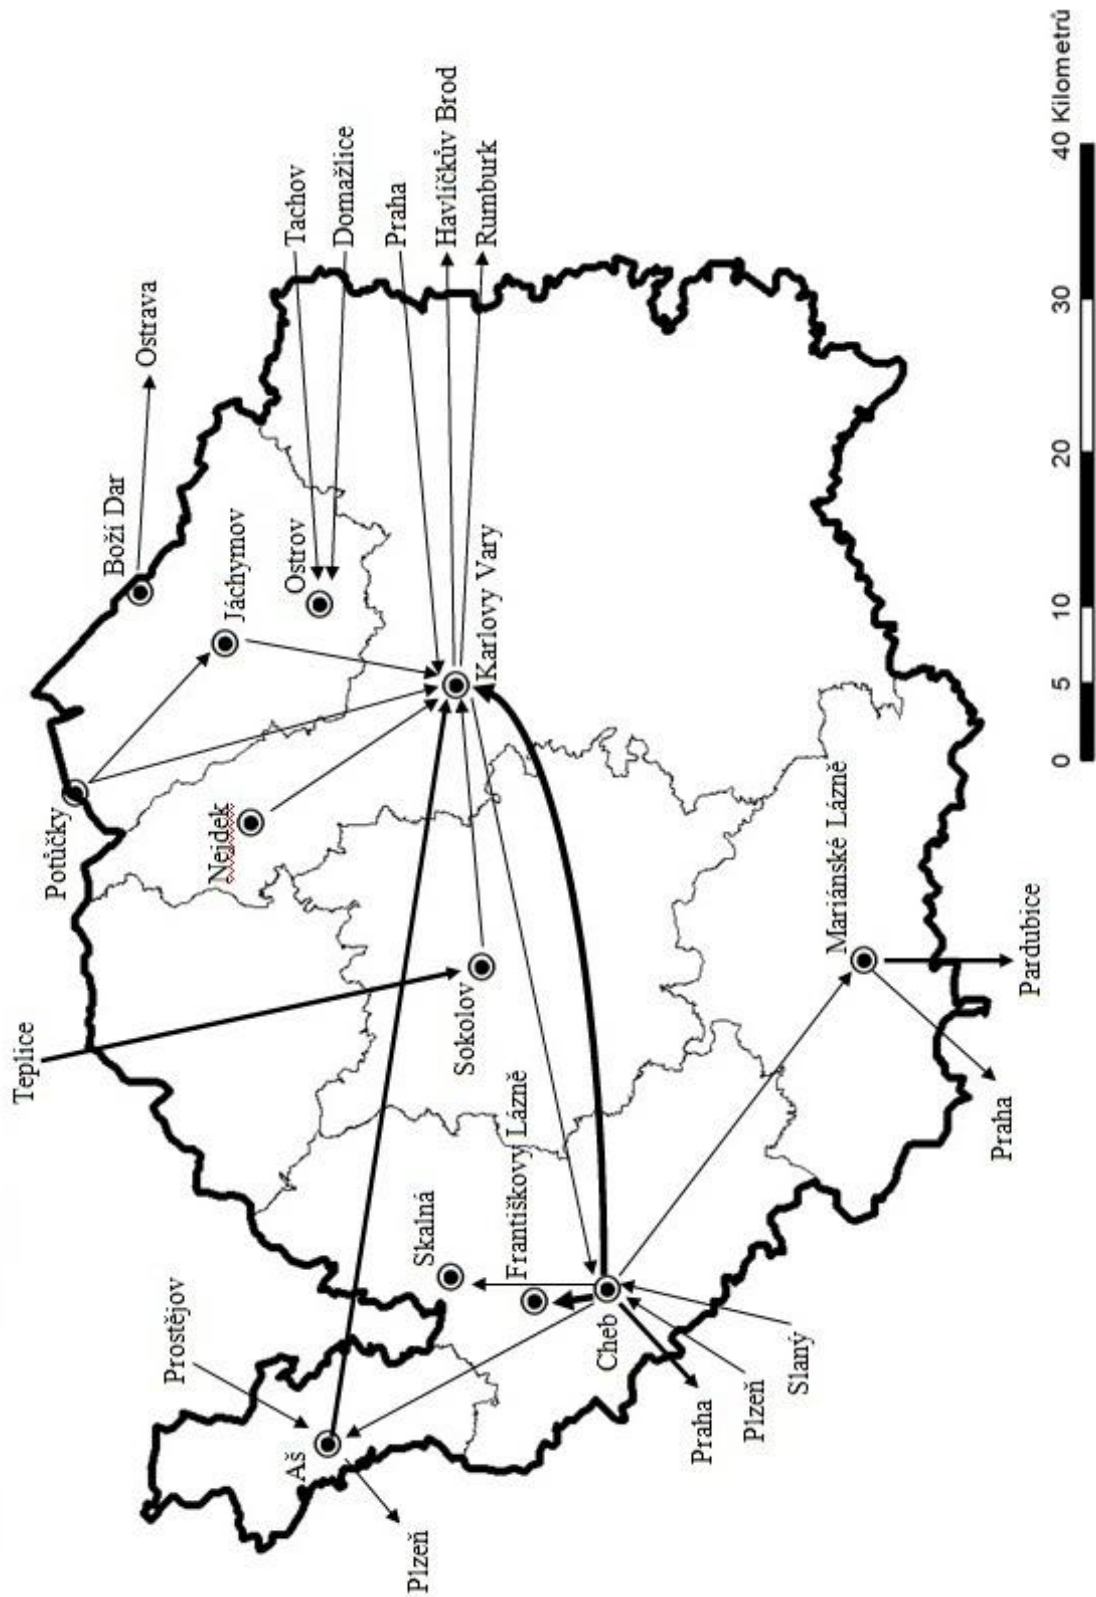 Teplice
Potůčky
Boží Dar
Ostrava
Prostějov
Nejdek
Jáchymov
Ostrov
Tachov
Domažlice
Aš
Skalná
Sokolov
Karlovy Vary
Praha
Havlíčkův Brod
Rumburk
Plzeň
Františkovy Lázně
Cheb
Praha
Plzeň
Slaný
Mariánské Lázně
Praha
Pardubice
0 5 10 20 30 40 Kilometrů